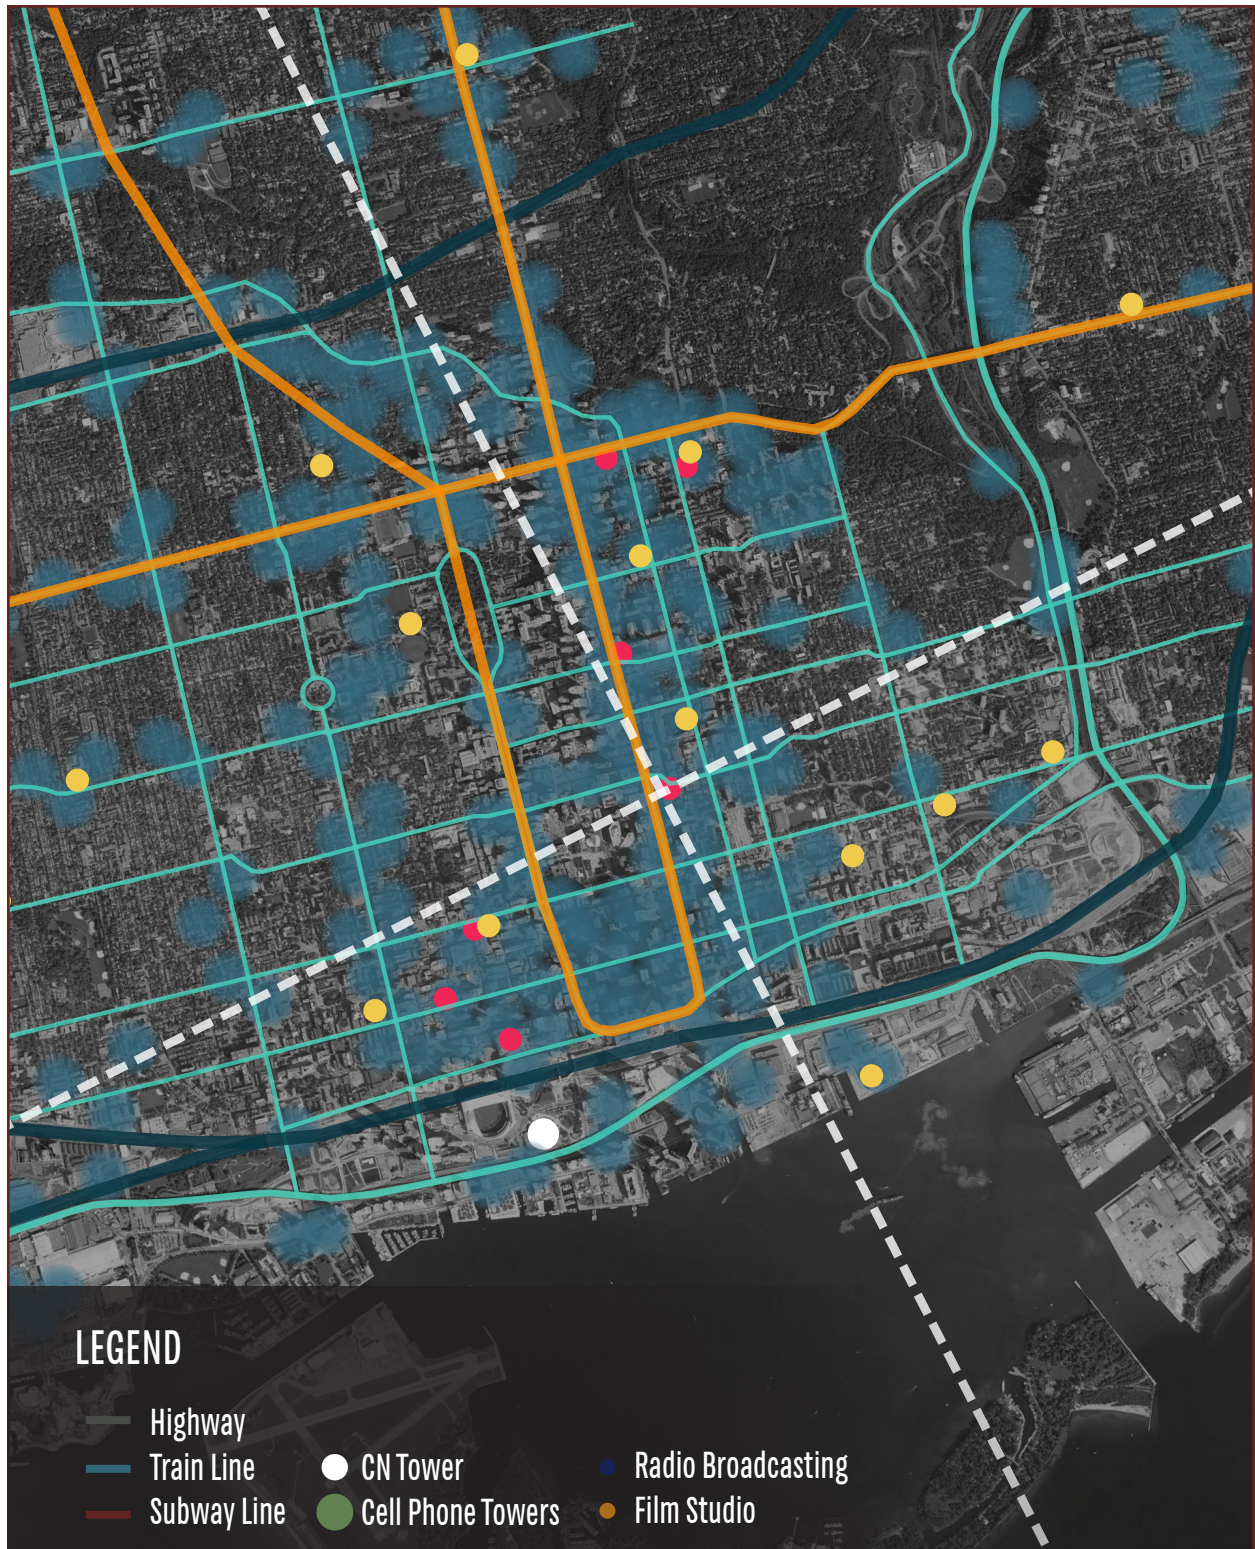 LEGEND
Highway
Train Line
Subway Line
CN Tower
Cell Phone Towers
Radio Broadcasting
Film Studio